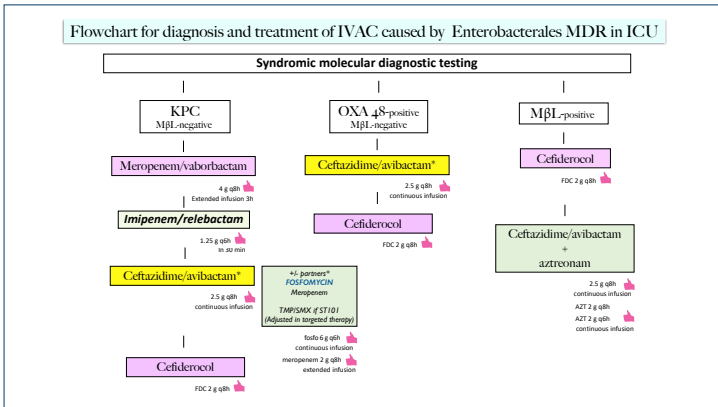 Flowchart for diagnosis and treatment of IVAC caused by Enterobacterales MDR in ICU
Syndromic molecular diagnostic testing
KPC
MβL-negative
Meropenem/vaborbactam
4 g q8h
Extended infusion 3h
Imipenem/relebactam
1.25 g q6h
in 30 min
Ceftazidime/avibactam*
2.5 g q8h
continuous infusion
Cefiderocol
FDC 2 g q8h
+/- partners*
FOSFOMYCIN
Meropenem
TMP/SMX if ST101
(Adjusted in targeted therapy)
fosfo 6 g q6h
continuous infusion
meropenem 2 g q8h
extended infusion
OXA 48-positive
MβL-negative
Ceftazidime/avibactam*
2.5 g q8h
continuous infusion
Cefiderocol
FDC 2 g q8h
MβL-positive
Cefiderocol
FDC 2 g q8h
Ceftazidime/avibactam
+
aztreonam
2.5 g q8h
continuous infusion
AZT 2 g q8h
AZT 2 g q6h
continuous infusion